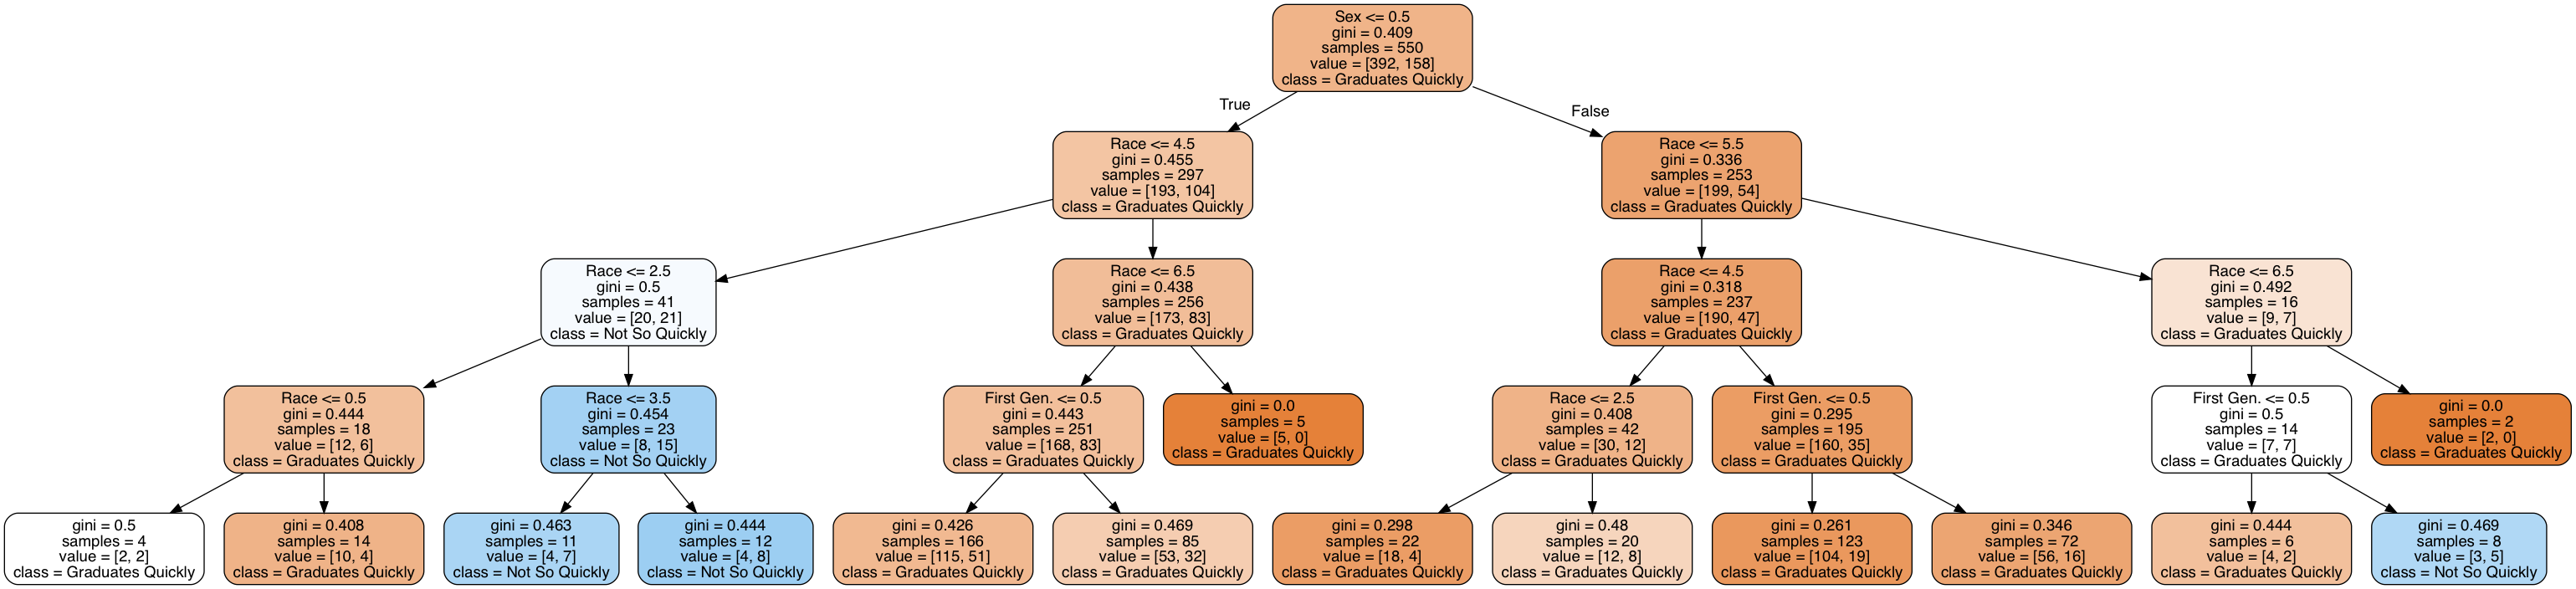 Sex <= 0.5
gini = 0.409
samples = 550
value = [392, 158]
class = Graduates Quickly
True
False
Race <= 4.5
gini = 0.455
samples = 297
value = [193, 104]
class = Graduates Quickly
Race <= 5.5
gini = 0.336
samples = 253
value = [199, 54]
class = Graduates Quickly
Race <= 2.5
gini = 0.5
samples = 41
value = [20, 21]
class = Not So Quickly
Race <= 6.5
gini = 0.438
samples = 256
value = [173, 83]
class = Graduates Quickly
Race <= 4.5
gini = 0.318
samples = 237
value = [190, 47]
class = Graduates Quickly
Race <= 6.5
gini = 0.492
samples = 16
value = [9, 7]
class = Graduates Quickly
Race <= 0.5
gini = 0.444
samples = 18
value = [12, 6]
class = Graduates Quickly
Race <= 3.5
gini = 0.454
samples = 23
value = [8, 15]
class = Not So Quickly
First Gen. <= 0.5
gini = 0.443
samples = 251
value = [168, 83]
class = Graduates Quickly
gini = 0.0
samples = 5
value = [5, 0]
class = Graduates Quickly
Race <= 2.5
gini = 0.408
samples = 42
value = [30, 12]
class = Graduates Quickly
First Gen. <= 0.5
gini = 0.295
samples = 195
value = [160, 35]
class = Graduates Quickly
First Gen. <= 0.5
gini = 0.5
samples = 14
value = [7, 7]
class = Graduates Quickly
gini = 0.0
samples = 2
value = [2, 0]
class = Graduates Quickly
gini = 0.5
samples = 4
value = [2, 2]
class = Graduates Quickly
gini = 0.408
samples = 14
value = [10, 4]
class = Graduates Quickly
gini = 0.463
samples = 11
value = [4, 7]
class = Not So Quickly
gini = 0.444
samples = 12
value = [4, 8]
class = Not So Quickly
gini = 0.426
samples = 166
value = [115, 51]
class = Graduates Quickly
gini = 0.469
samples = 85
value = [53, 32]
class = Graduates Quickly
gini = 0.298
samples = 22
value = [18, 4]
class = Graduates Quickly
gini = 0.48
samples = 20
value = [12, 8]
class = Graduates Quickly
gini = 0.261
samples = 123
value = [104, 19]
class = Graduates Quickly
gini = 0.346
samples = 72
value = [56, 16]
class = Graduates Quickly
gini = 0.444
samples = 6
value = [4, 2]
class = Graduates Quickly
gini = 0.469
samples = 8
value = [3, 5]
class = Not So Quickly